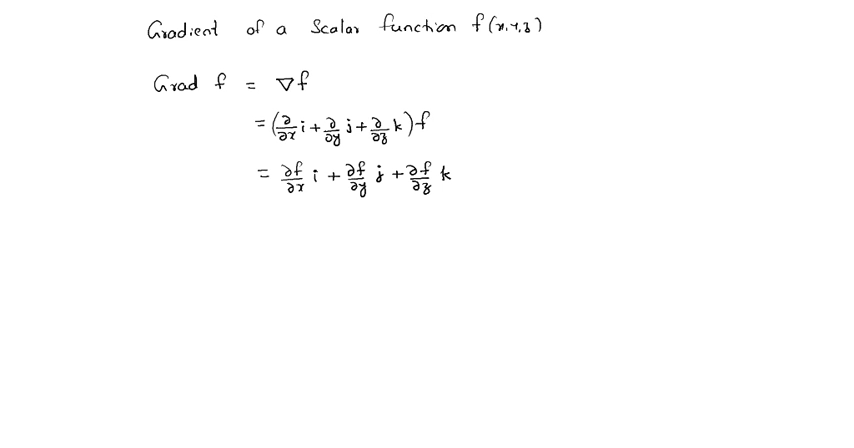 Gradient of a Scalar function f(x,y,z)
Grad f = ∇f
= (∂/∂x i + ∂/∂y j + ∂/∂z k) f
= ∂f/∂x i + ∂f/∂y j + ∂f/∂z k